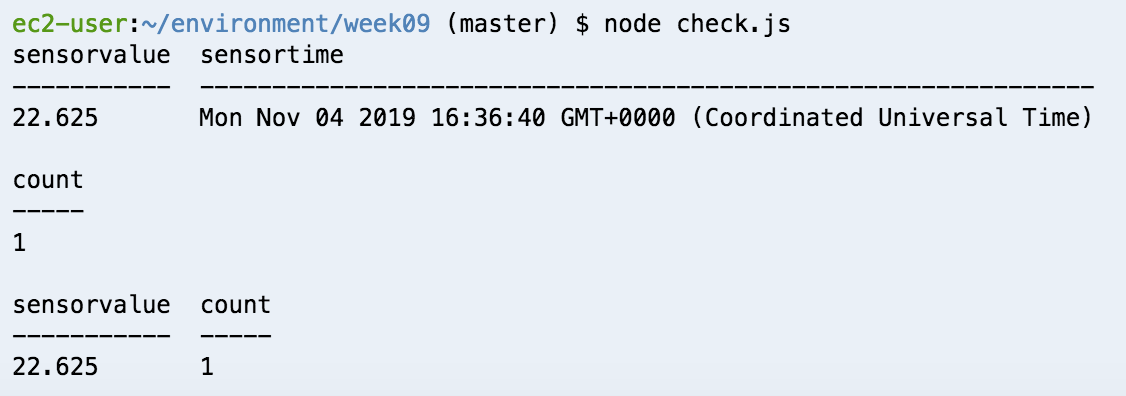 ec2-user:~/environment/week09 (master) $ node check.js
sensorvalue  sensortime
-----------  --------------------------------------------------------------
22.625       Mon Nov 04 2019 16:36:40 GMT+0000 (Coordinated Universal Time)

count
-----
1

sensorvalue  count
-----------  -----
22.625       1